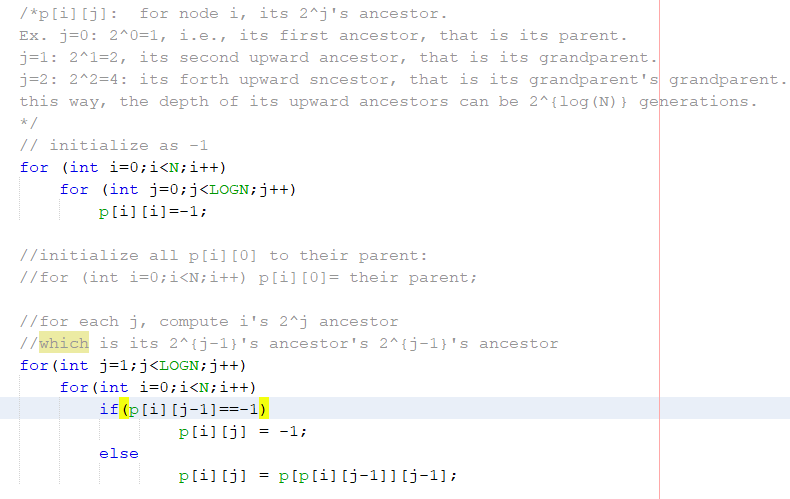 /*p[i][j]:  for node i, its 2^j's ancestor.
Ex. j=0: 2^0=1, i.e., its first ancestor, that is its parent.
j=1: 2^1=2, its second upward ancestor, that is its grandparent.
j=2: 2^2=4: its forth upward sncestor, that is its grandparent's grandparent.
this way, the depth of its upward ancestors can be 2^{log(N)} generations.
*/
// initialize as -1
for (int i=0;i<N;i++)
    for (int j=0;j<LOGN;j++)
        p[i][i]=-1;
//initialize all p[i][0] to their parent:
//for (int i=0;i<N;i++) p[i][0]= their parent;
//for each j, compute i's 2^j ancestor
//which is its 2^{j-1}'s ancestor's 2^{j-1}'s ancestor
for(int j=1;j<LOGN;j++)
    for(int i=0;i<N;i++)
        if(p[i][j-1]==-1)
                p[i][j] = -1;
        else
                p[i][j] = p[p[i][j-1]][j-1];